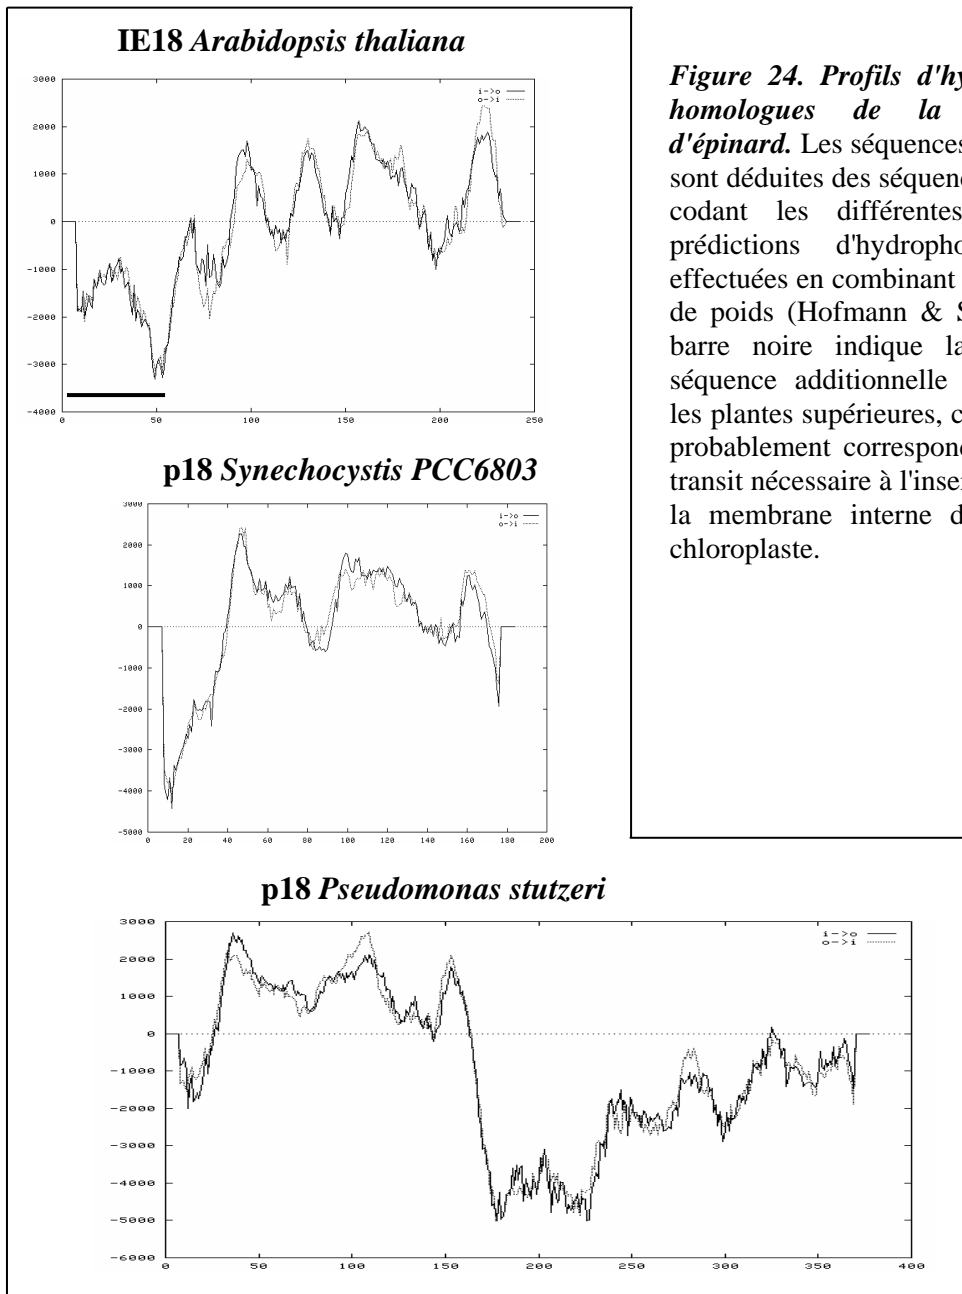 IE18 Arabidopsis thaliana
3000
2000
1000
0
-1000
-2000
-3000
-4000
i->o
o->i
0 50 100 150 200 250
p18 Synechocystis PCC6803
3000
2000
1000
0
-1000
-2000
-3000
-4000
-5000
i->o
o->i
0 20 40 60 80 100 120 140 160 180 200
p18 Pseudomonas stutzeri
3000
2000
1000
0
-1000
-2000
-3000
-4000
-5000
-6000
i->o
o->i
0 50 100 150 200 250 300 350 400
Figure 24. Profils d'hy
homologues de la
d'épinard. Les séquences
sont déduites des séquenc
codant les différentes
prédictions d'hydropho
effectuées en combinant
de poids (Hofmann & S
barre noire indique la
séquence additionnelle
les plantes supérieures, c
probablement correspond
transit nécessaire à l'inser
la membrane interne d
chloroplaste.